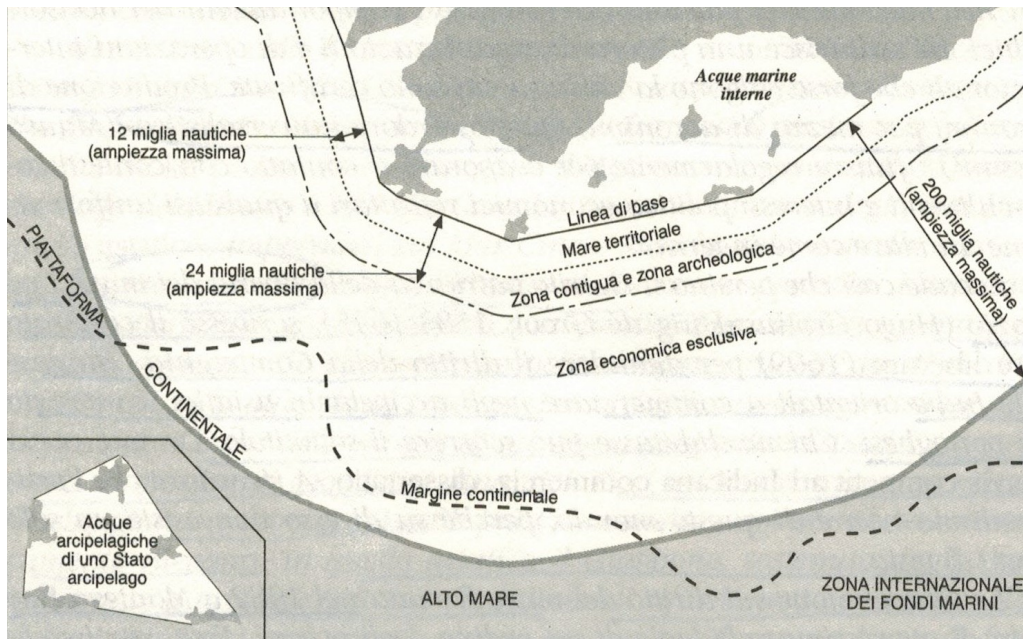 Acque marine
interne
12 miglia nautiche
(ampiezza massima)
Linea di base
Mare territoriale
24 miglia nautiche
(ampiezza massima)
Zona contigua e zona archeologica
200 miglia nautiche
(ampiezza massima)
Zona economica esclusiva
PIATTAFORMA
CONTINENTALE
Margine continentale
Acque
arcipelagiche
di uno Stato
arcipelago
ALTO MARE
ZONA INTERNAZIONALE
DEI FONDI MARINI